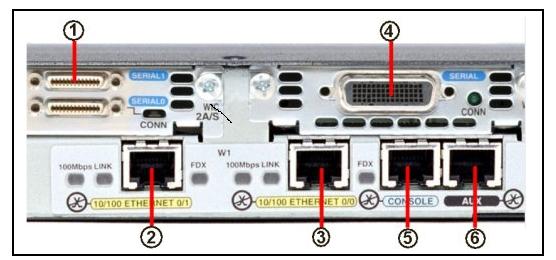 1
4
SERIAL1
SERIAL
SERIAL0
CONN
WIC
2A/S
CONN
W1
100Mbps LINK
FDX
100Mbps LINK
FDX
10/100 ETHERNET 0/1
10/100 ETHERNET 0/0
CONSOLE
AUX
2
3
5
6